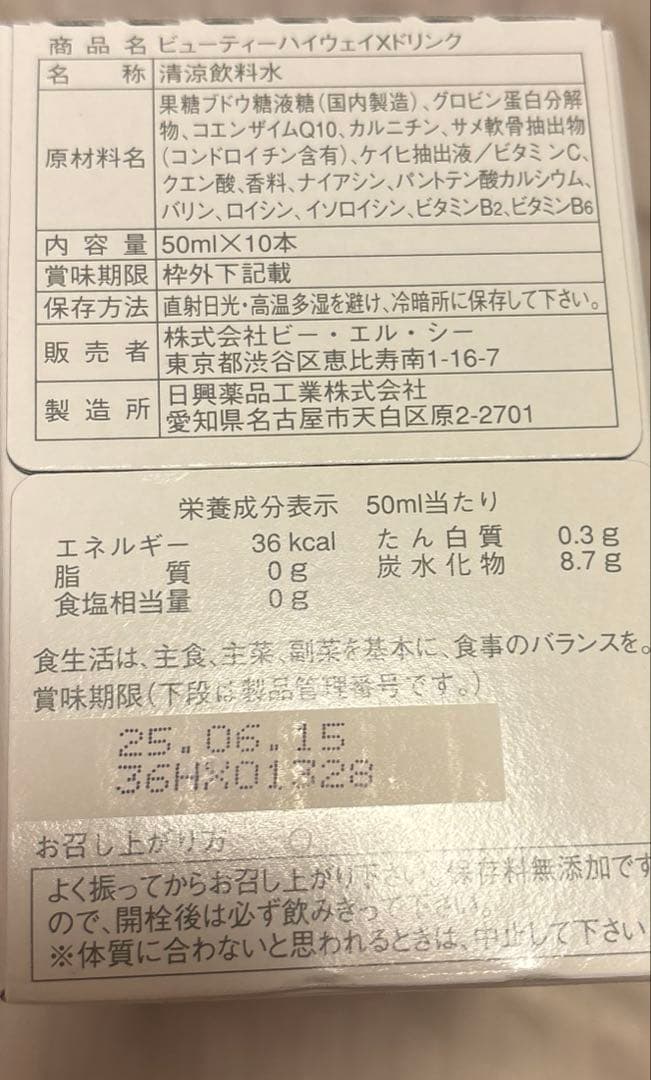 商品名 ビューティーハイウェイXドリンク
名称 清涼飲料水
原材料名 果糖ブドウ糖液糖(国内製造)、グロビン蛋白分解
物、コエンザイムQ10、カルニチン、サメ軟骨抽出物
(コンドロイチン含有)、ケイヒ抽出液/ビタミンC、
クエン酸、香料、ナイアシン、パントテン酸カルシウム、
バリン、ロイシン、イソロイシン、ビタミンB2、ビタミンB6
内容量 50ml×10本
賞味期限 枠外下記載
保存方法 直射日光・高温多湿を避け、冷暗所に保存して下さい。
販売者 株式会社ビー・エル・シー
東京都渋谷区恵比寿南1-16-7
製造所 日興薬品工業株式会社
愛知県名古屋市天白区原2-2701
栄養成分表示 50ml当たり
エネルギー 36 kcal たん白質 0.3 g
脂質 0 g 炭水化物 8.7 g
食塩相当量 0 g
食生活は、主食、主菜、副菜を基本に、食事のバランスを。
賞味期限(下段は製品管理番号です。)
25.06.15
36HX01328
お召し上がり方
よく振ってからお召し上がり下さい。保存料無添加です
ので、開栓後は必ず飲みきって下さい。
※体質に合わないと思われるときは、中止して下さい